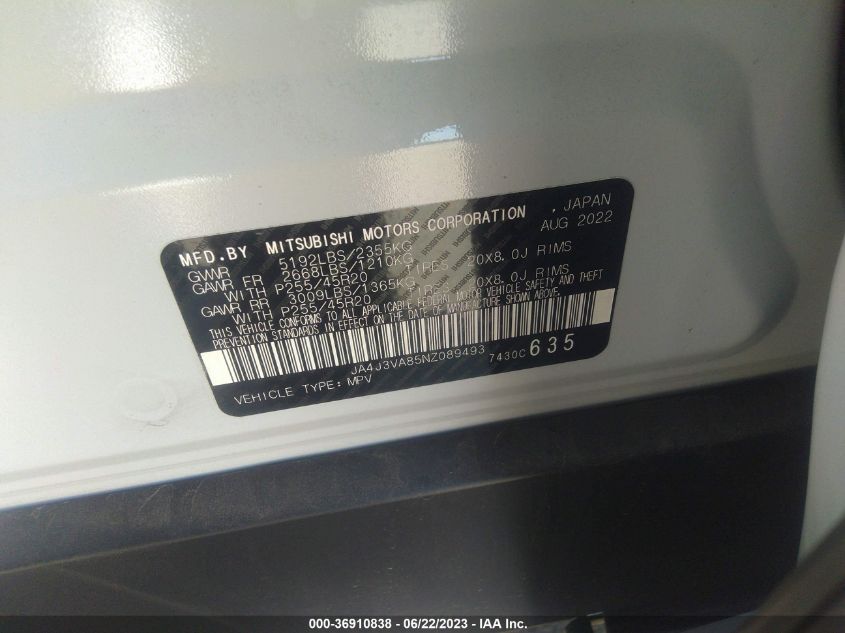 MFD.BY MITSUBISHI MOTORS CORPORATION , JAPAN
GVWR 5192LBS/2355KG AUG 2022
GAWR FR 2668LBS/1210KG
WITH P255/45R20 TIRES 20X8.0J RIMS
GAWR RR 3009LBS/1365KG
WITH P255/45R20 TIRES 20X8.0J RIMS
THIS VEHICLE CONFORMS TO ALL APPLICABLE FEDERAL MOTOR VEHICLE SAFETY AND THEFT
PREVENTION STANDARDS IN EFFECT ON THE DATE OF MANUFACTURE SHOWN ABOVE.
JA4J3VA85NZ089493 7430C 635
VEHICLE TYPE: MPV
000-36910838 - 06/22/2023 - IAA Inc.